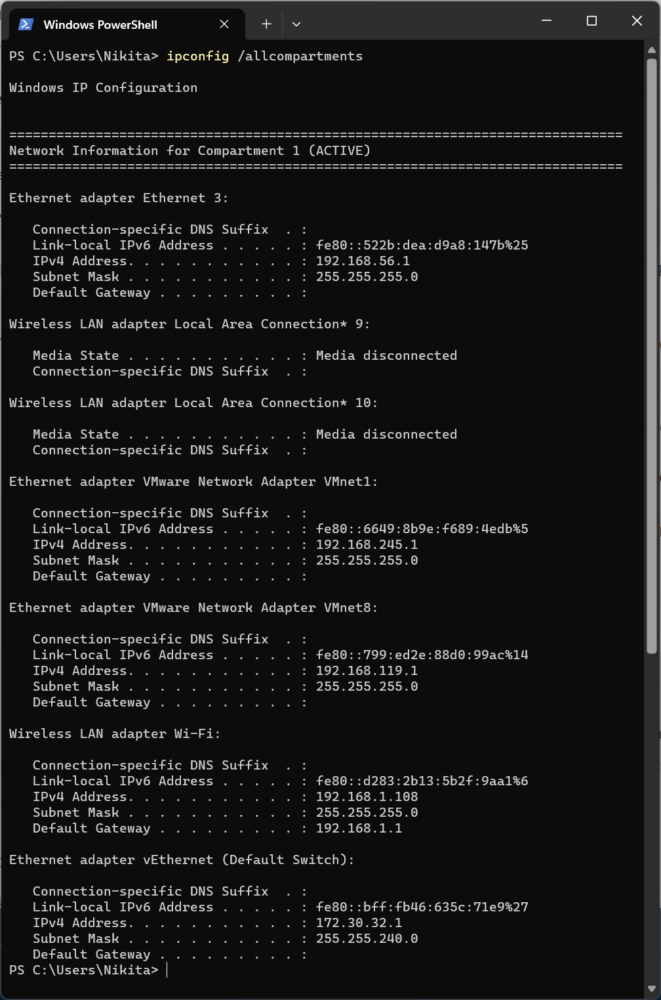 Windows PowerShell
PS C:\Users\Nikita> ipconfig /allcompartments
Windows IP Configuration
==============================================================================
Network Information for Compartment 1 (ACTIVE)
==============================================================================
Ethernet adapter Ethernet 3:
   Connection-specific DNS Suffix  . :
   Link-local IPv6 Address . . . . . : fe80::522b:dea:d9a8:147b%25
   IPv4 Address. . . . . . . . . . . : 192.168.56.1
   Subnet Mask . . . . . . . . . . . : 255.255.255.0
   Default Gateway . . . . . . . . . :
Wireless LAN adapter Local Area Connection* 9:
   Media State . . . . . . . . . . . : Media disconnected
   Connection-specific DNS Suffix  . :
Wireless LAN adapter Local Area Connection* 10:
   Media State . . . . . . . . . . . : Media disconnected
   Connection-specific DNS Suffix  . :
Ethernet adapter VMware Network Adapter VMnet1:
   Connection-specific DNS Suffix  . :
   Link-local IPv6 Address . . . . . : fe80::6649:8b9e:f689:4edb%5
   IPv4 Address. . . . . . . . . . . : 192.168.245.1
   Subnet Mask . . . . . . . . . . . : 255.255.255.0
   Default Gateway . . . . . . . . . :
Ethernet adapter VMware Network Adapter VMnet8:
   Connection-specific DNS Suffix  . :
   Link-local IPv6 Address . . . . . : fe80::799:ed2e:88d0:99ac%14
   IPv4 Address. . . . . . . . . . . : 192.168.119.1
   Subnet Mask . . . . . . . . . . . : 255.255.255.0
   Default Gateway . . . . . . . . . :
Wireless LAN adapter Wi-Fi:
   Connection-specific DNS Suffix  . :
   Link-local IPv6 Address . . . . . : fe80::d283:2b13:5b2f:9aa1%6
   IPv4 Address. . . . . . . . . . . : 192.168.1.108
   Subnet Mask . . . . . . . . . . . : 255.255.255.0
   Default Gateway . . . . . . . . . : 192.168.1.1
Ethernet adapter vEthernet (Default Switch):
   Connection-specific DNS Suffix  . :
   Link-local IPv6 Address . . . . . : fe80::bff:fb46:635c:71e9%27
   IPv4 Address. . . . . . . . . . . : 172.30.32.1
   Subnet Mask . . . . . . . . . . . : 255.255.240.0
   Default Gateway . . . . . . . . . :
PS C:\Users\Nikita>